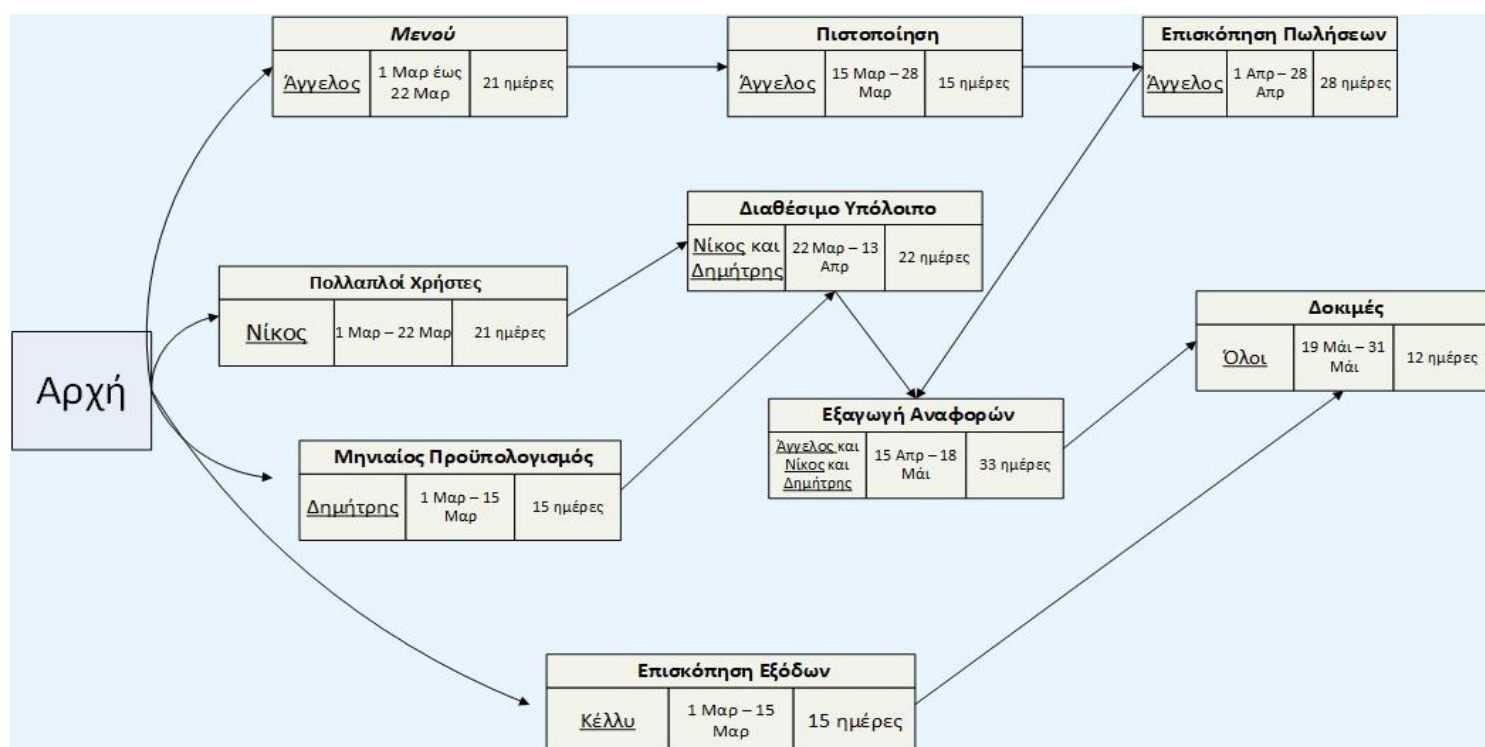 Μενού
Άγγελος
1 Μαρ έως
22 Μαρ
21 ημέρες
Πιστοποίηση
Άγγελος
15 Μαρ – 28
Μαρ
15 ημέρες
Επισκόπηση Πωλήσεων
Άγγελος
1 Απρ – 28
Απρ
28 ημέρες
Διαθέσιμο Υπόλοιπο
Νίκος και
Δημήτρης
22 Μαρ – 13
Απρ
22 ημέρες
Πολλαπλοί Χρήστες
Νίκος
1 Μαρ – 22 Μαρ
21 ημέρες
Δοκιμές
Όλοι
19 Μάι – 31
Μάι
12 ημέρες
Αρχή
Εξαγωγή Αναφορών
Άγγελος και
Νίκος και
Δημήτρης
15 Απρ – 18
Μάι
33 ημέρες
Μηνιαίος Προϋπολογισμός
Δημήτρης
1 Μαρ – 15
Μαρ
15 ημέρες
Επισκόπηση Εξόδων
Κέλλυ
1 Μαρ – 15
Μαρ
15 ημέρες